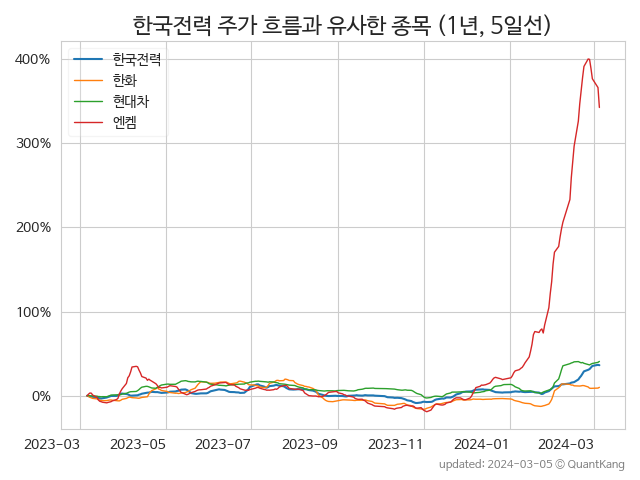 한국전력 주가 흐름과 유사한 종목 (1년, 5일선)
400%
300%
200%
100%
0%
한국전력
한화
현대차
엔켐
2023-03 2023-05 2023-07 2023-09 2023-11 2024-01 2024-03
updated: 2024-03-05 © QuantKang